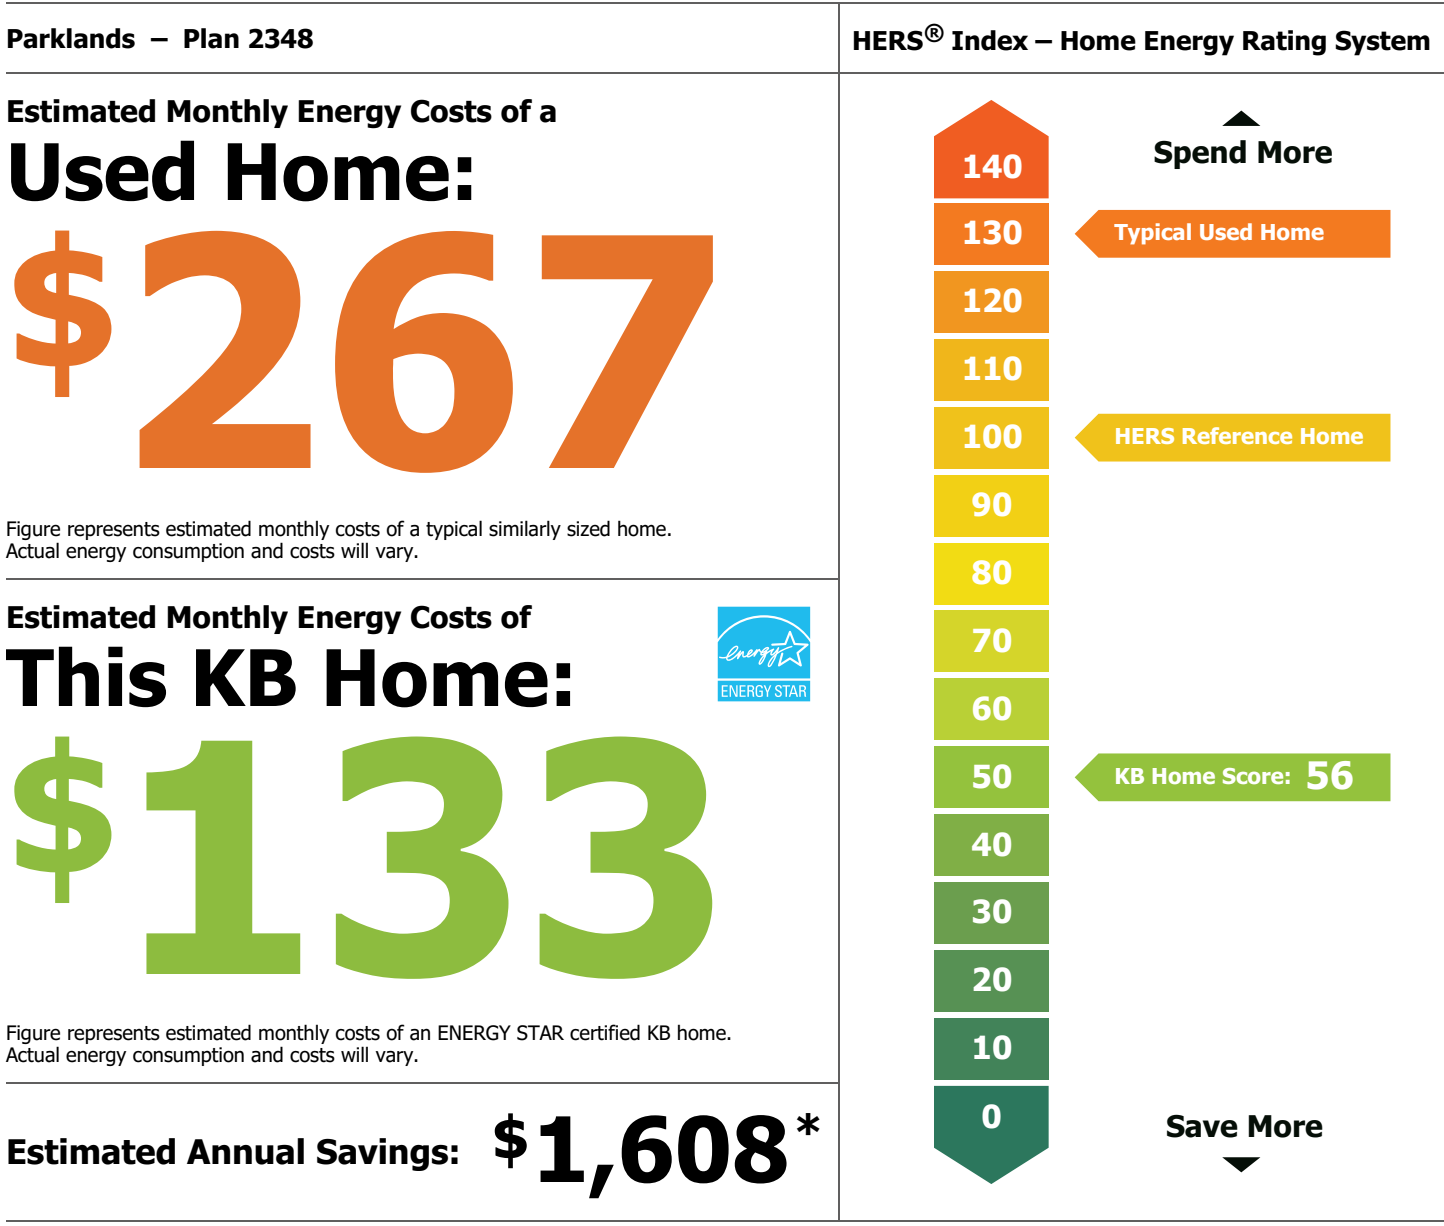 Parklands – Plan 2348
Estimated Monthly Energy Costs of a
Used Home:
$267
Figure represents estimated monthly costs of a typical similarly sized home.
Actual energy consumption and costs will vary.
Estimated Monthly Energy Costs of
This KB Home:
energy
ENERGY STAR
$133
Figure represents estimated monthly costs of an ENERGY STAR certified KB home.
Actual energy consumption and costs will vary.
Estimated Annual Savings: $1,608*
HERS® Index – Home Energy Rating System
Spend More
140
130 Typical Used Home
120
110
100 HERS Reference Home
90
80
70
60
50 KB Home Score: 56
40
30
20
10
0
Save More